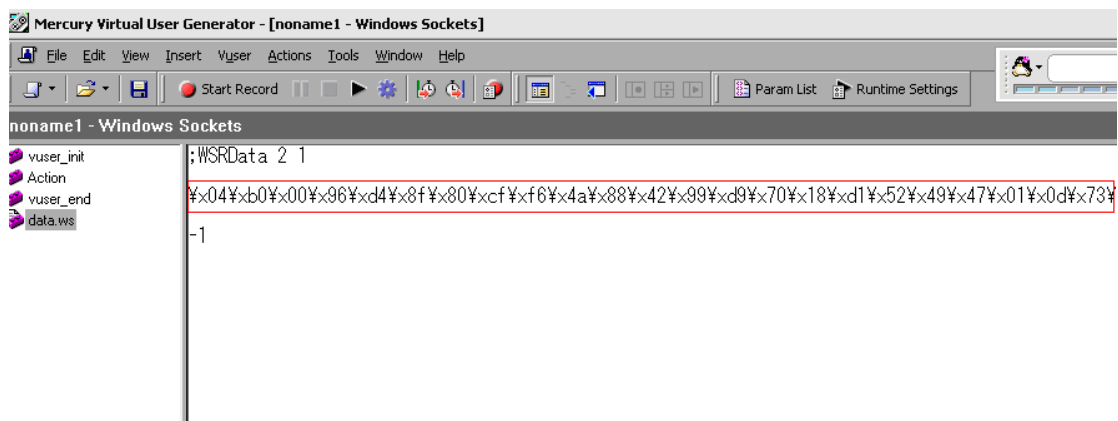 Mercury Virtual User Generator - [noname1 - Windows Sockets]
File Edit View Insert Vuser Actions Tools Window Help
Start Record Param List Runtime Settings
noname1 - Windows Sockets
vuser_init
Action
vuser_end
data.ws
;WSRData 2 1
¥x04¥xb0¥x00¥x96¥xd4¥x8f¥x80¥xcf¥xf6¥x4a¥x88¥x42¥x99¥xd9¥x70¥x18¥xd1¥x52¥x49¥x47¥x01¥x0d¥x73¥
-1